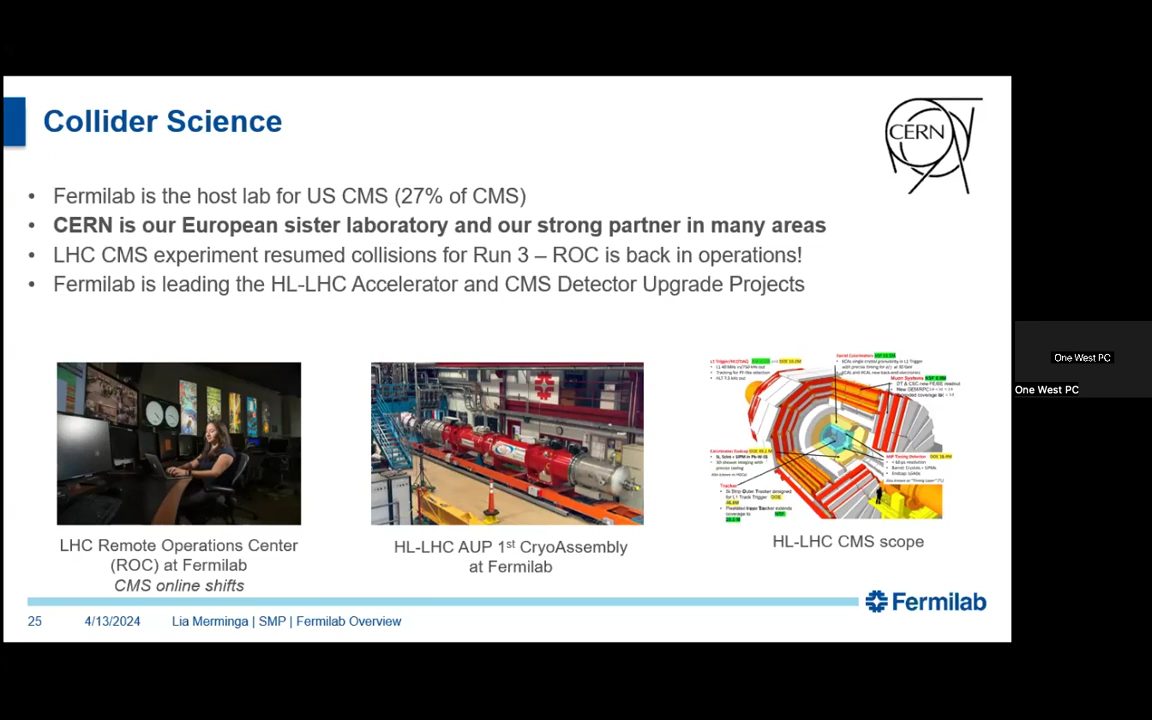 Collider Science
CERN
• Fermilab is the host lab for US CMS (27% of CMS)
• CERN is our European sister laboratory and our strong partner in many areas
• LHC CMS experiment resumed collisions for Run 3 – ROC is back in operations!
• Fermilab is leading the HL-LHC Accelerator and CMS Detector Upgrade Projects
One West PC
One West PC
Muon Systems
Tracker
LHC Remote Operations Center
(ROC) at Fermilab
CMS online shifts
HL-LHC AUP 1st CryoAssembly
at Fermilab
HL-LHC CMS scope
Fermilab
25 4/13/2024 Lia Merminga | SMP | Fermilab Overview